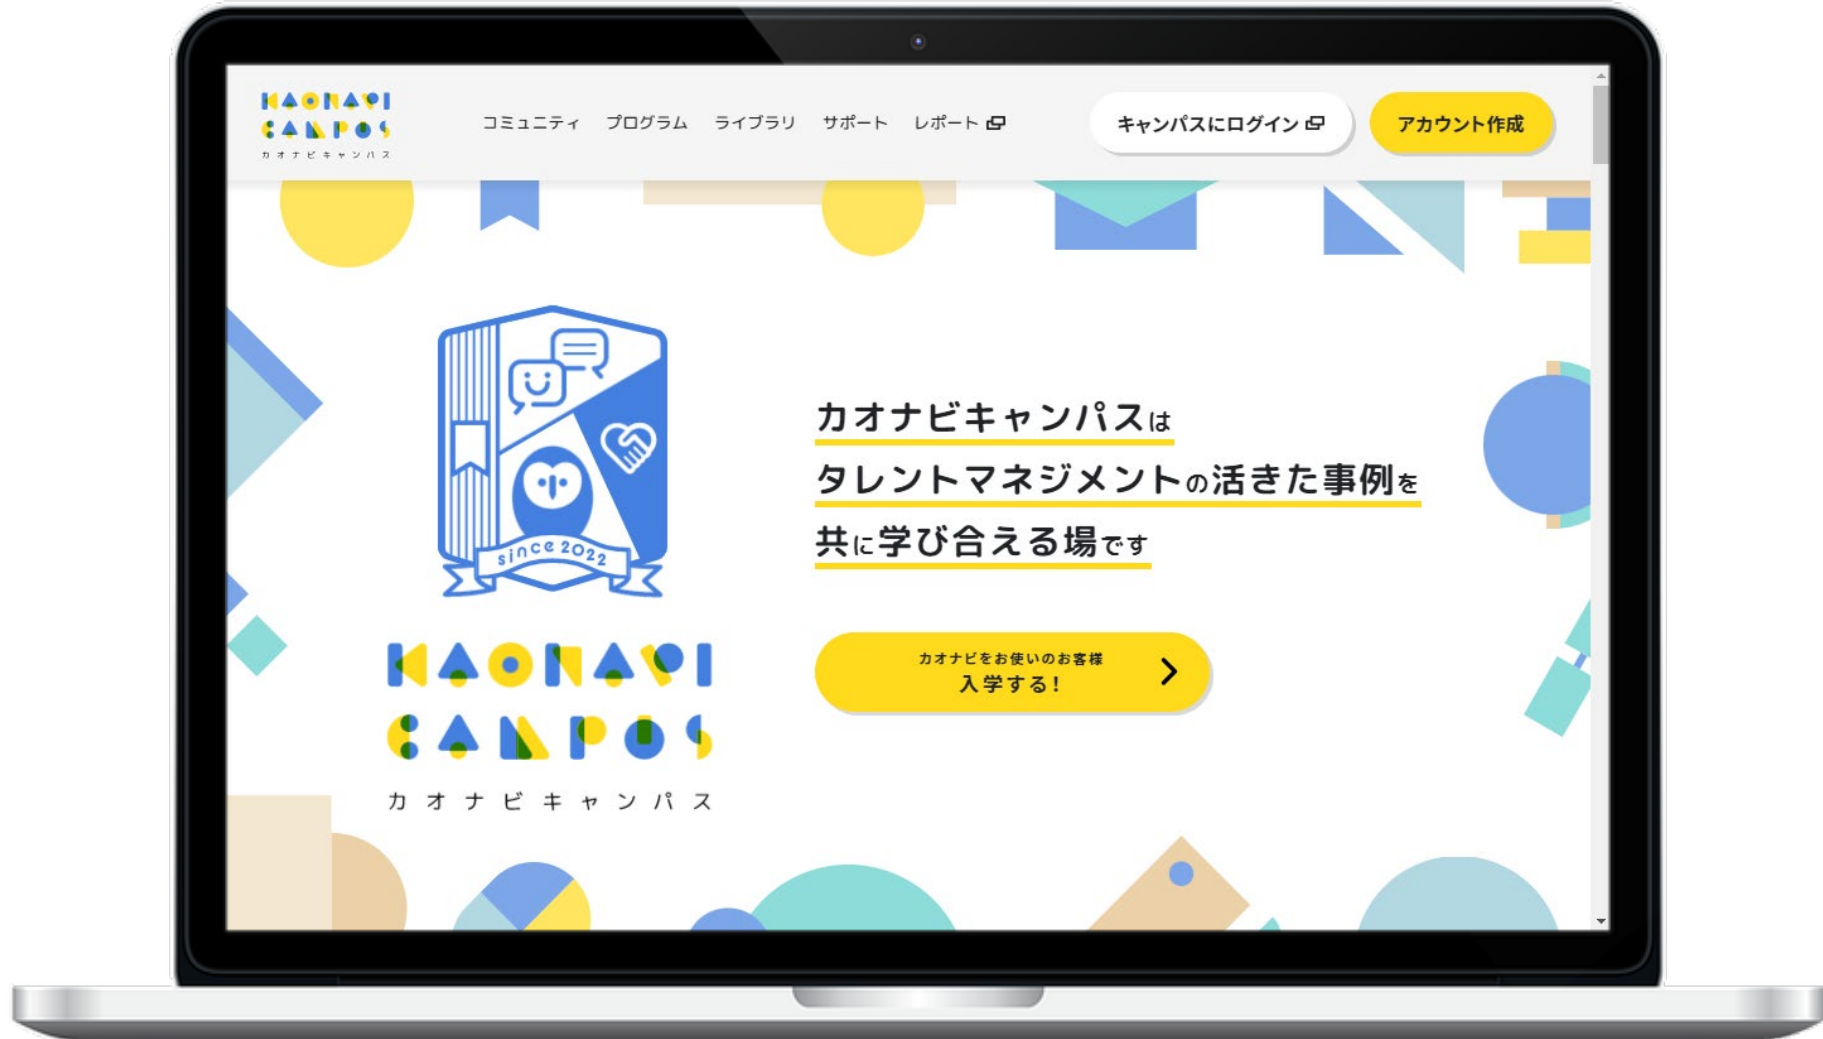 KAONAVI
CAMPUS
カオナビキャンパス
コミュニティ
プログラム
ライブラリ
サポート
レポート
キャンパスにログイン
アカウント作成
since 2022
KAONAVI
CAMPUS
カオナビキャンパス
カオナビキャンパスは
タレントマネジメントの活きた事例を
共に学び合える場です
カオナビをお使いのお客様
入学する!